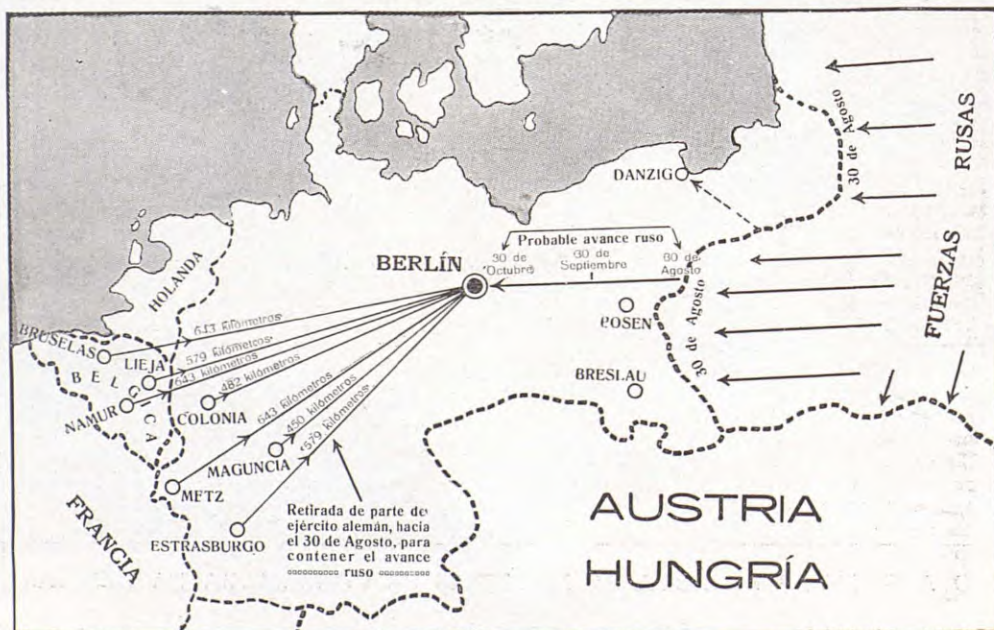 30 de Agosto
RUSAS
DANZIG
Probable avance ruso
30 de
Octubre
30 de
Septiembre
30 de
Agosto
BERLÍN
HOLANDA
FUERZAS
POSEN
30 de Agosto
BRUSELAS
643 kilómetros
LIEJA
579 kilómetros
643 kilómetros
BELGICA
482 kilómetros
NAMUR
COLONIA
BRESLAU
643 kilómetros
450 kilómetros
579 kilómetros
MAGUNCIA
METZ
FRANCIA
ESTRASBURGO
Retirada de parte de
ejército alemán, hacia
el 30 de Agosto, para
contener el avance
ruso
AUSTRIA
HUNGRÍA